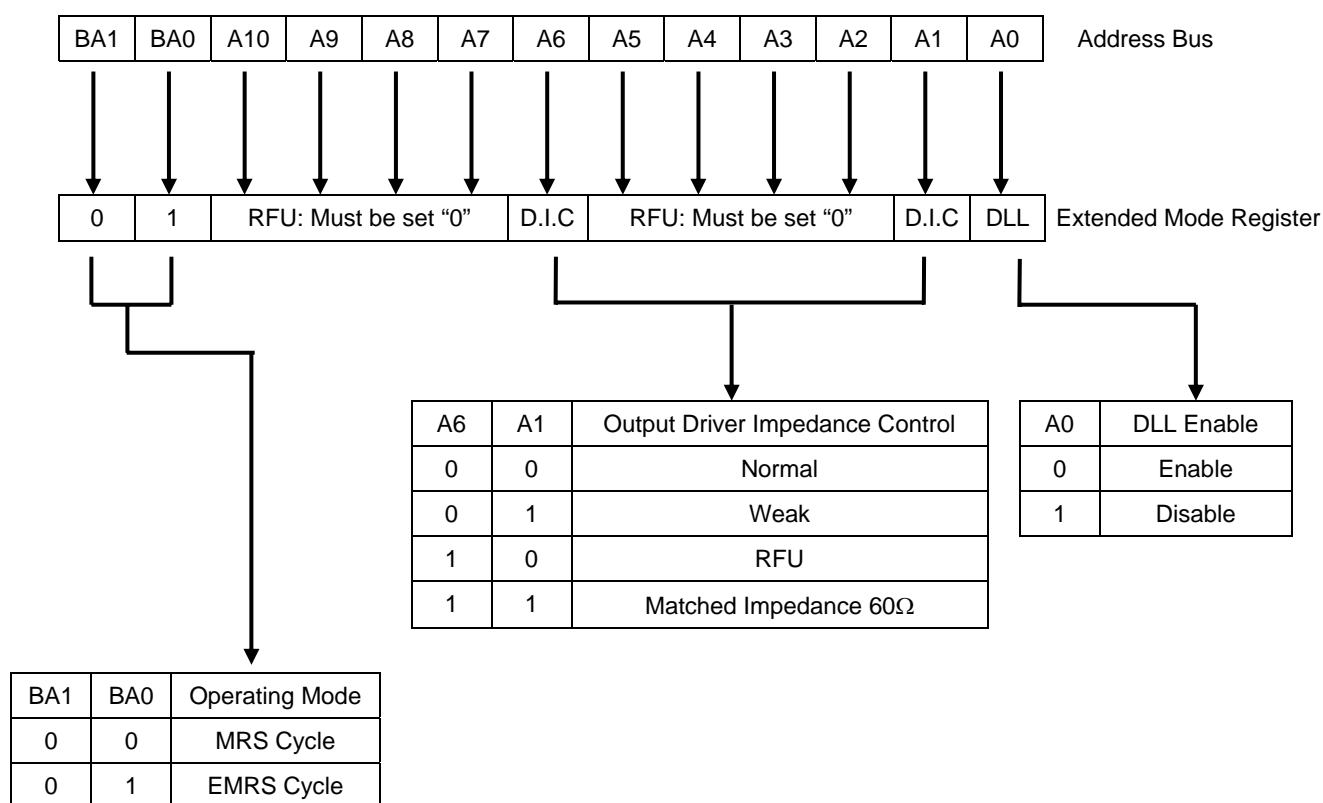 BA1 BA0 A10 A9 A8 A7 A6 A5 A4 A3 A2 A1 A0 Address Bus
0 1 RFU: Must be set “0” D.I.C RFU: Must be set “0” D.I.C DLL Extended Mode Register
A6 A1 Output Driver Impedance Control
0 0 Normal
0 1 Weak
1 0 RFU
1 1 Matched Impedance 60Ω
A0 DLL Enable
0 Enable
1 Disable
BA1 BA0 Operating Mode
0 0 MRS Cycle
0 1 EMRS Cycle